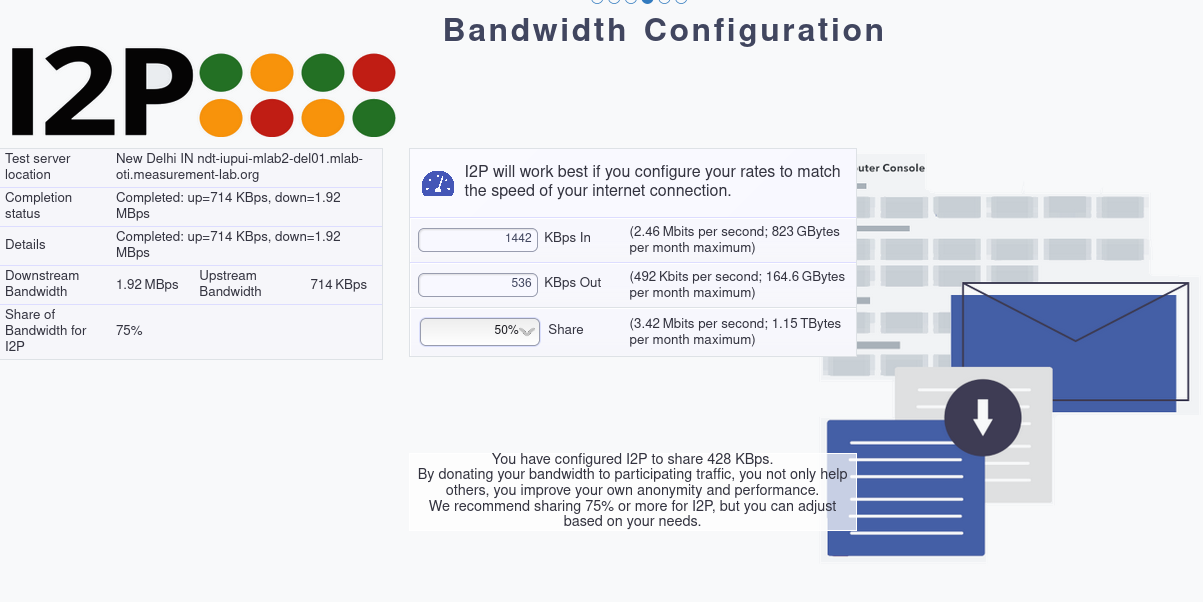 Bandwidth Configuration
I2P
Test server
location
New Delhi IN ndt-iupui-mlab2-del01.mlab-
oti.measurement-lab.org
Completion
status
Completed: up=714 KBps, down=1.92
MBps
Details
Completed: up=714 KBps, down=1.92
MBps
Downstream
Bandwidth
1.92 MBps
Upstream
Bandwidth
714 KBps
Share of
Bandwidth for
I2P
75%
I2P will work best if you configure your rates to match
the speed of your internet connection.
1442 KBps In
(2.46 Mbits per second; 823 GBytes
per month maximum)
536 KBps Out
(492 Kbits per second; 164.6 GBytes
per month maximum)
50% Share
(3.42 Mbits per second; 1.15 TBytes
per month maximum)
uter Console
You have configured I2P to share 428 KBps.
By donating your bandwidth to participating traffic, you not only help
others, you improve your own anonymity and performance.
We recommend sharing 75% or more for I2P, but you can adjust
based on your needs.